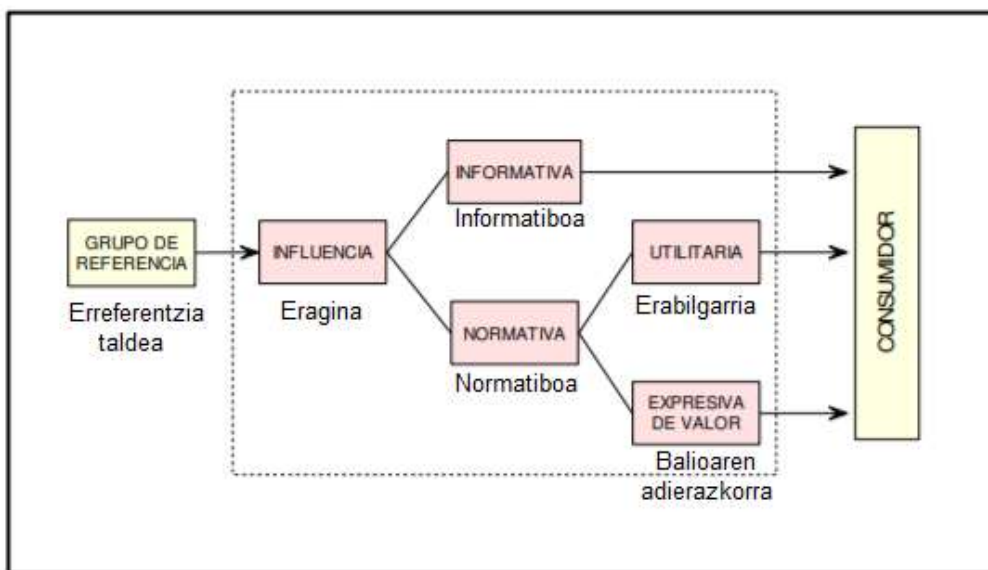 GRUPO DE
REFERENCIA
Erreferentzia
taldea
INFLUENCIA
Eragina
INFORMATIVA
Informatiboa
NORMATIVA
Normatiboa
UTILITARIA
Erabilgarria
EXPRESIVA
DE VALOR
Balioaren
adierazkorra
CONSUMIDOR